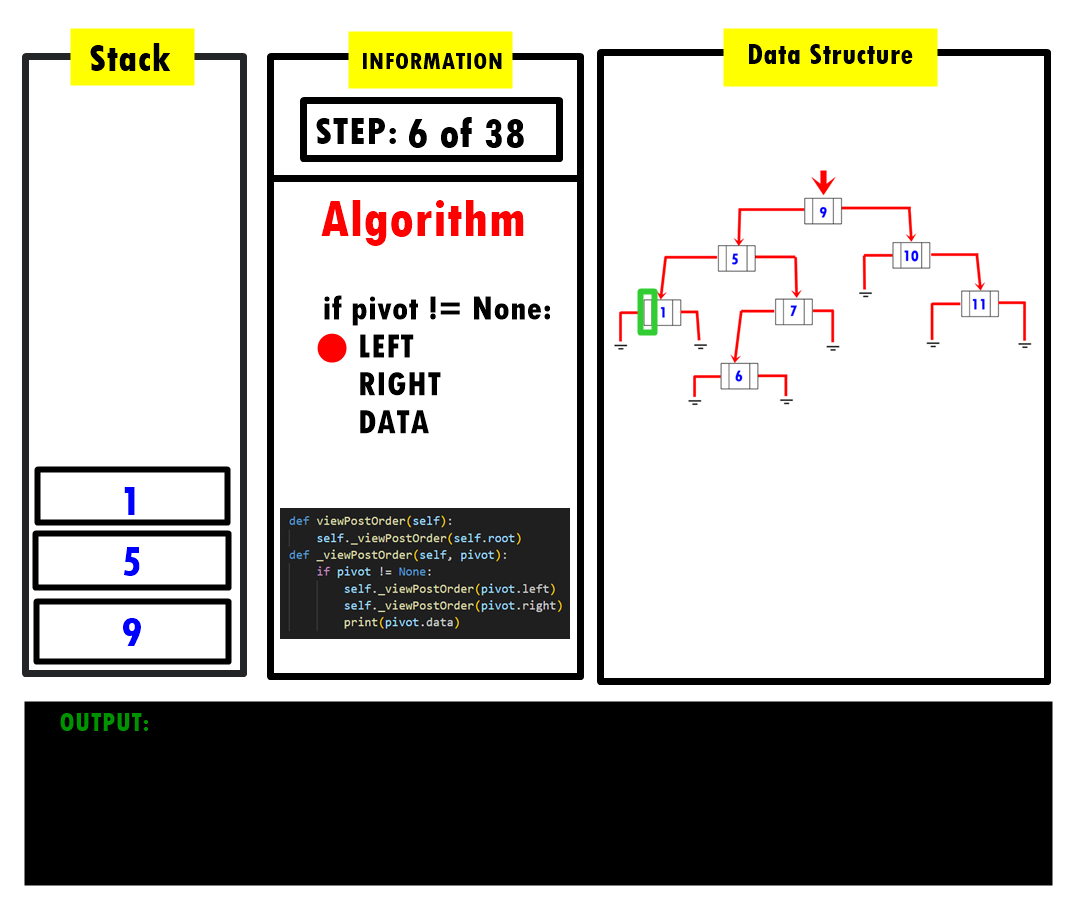 Stack
1
5
9
INFORMATION
STEP: 6 of 38
Algorithm
if pivot != None:
LEFT
RIGHT
DATA
def viewPostOrder(self):
self._viewPostOrder(self.root)
def _viewPostOrder(self, pivot):
if pivot != None:
self._viewPostOrder(pivot.left)
self._viewPostOrder(pivot.right)
print(pivot.data)
Data Structure
9
5
10
1
7
11
6
OUTPUT: